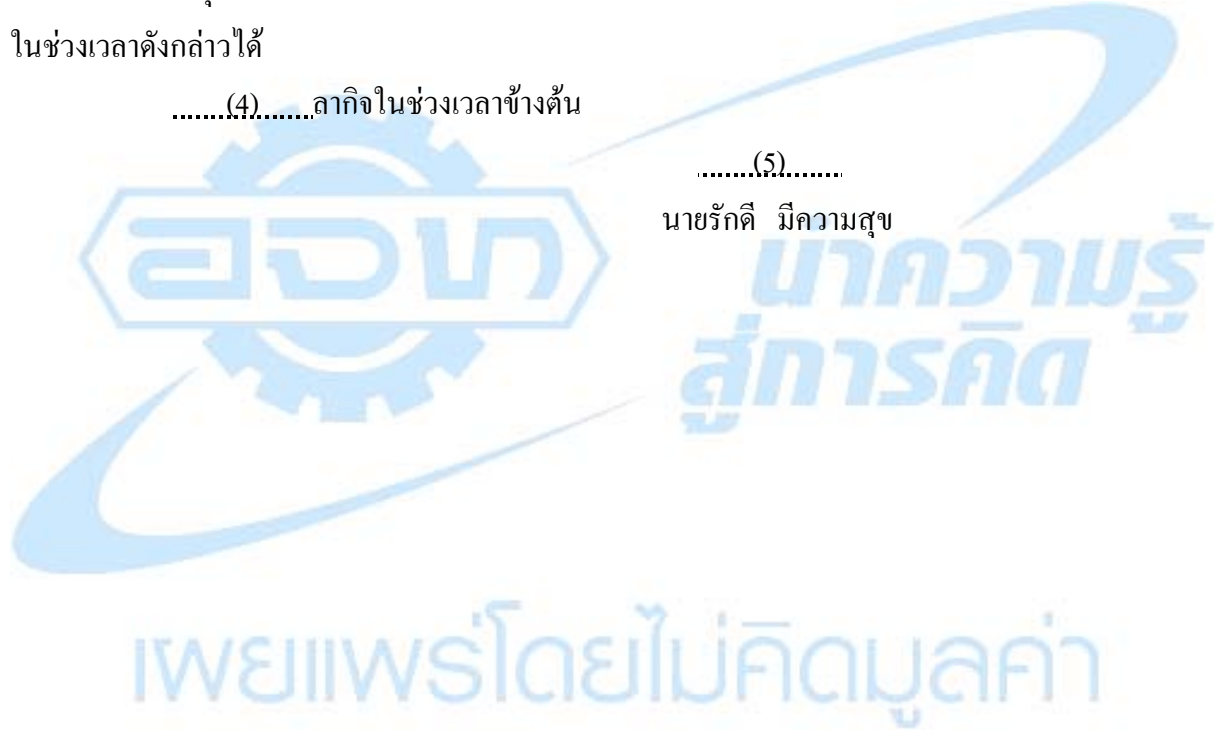 ในช่วงเวลาดังกล่าวได้
.......(4).......ลากิจในช่วงเวลาข้างต้น
.......(5).......
นายรักดี มีความสุข
อวท
นำความรู้
สู่การคิด
เผยแพร่โดยไม่คิดมูลค่า